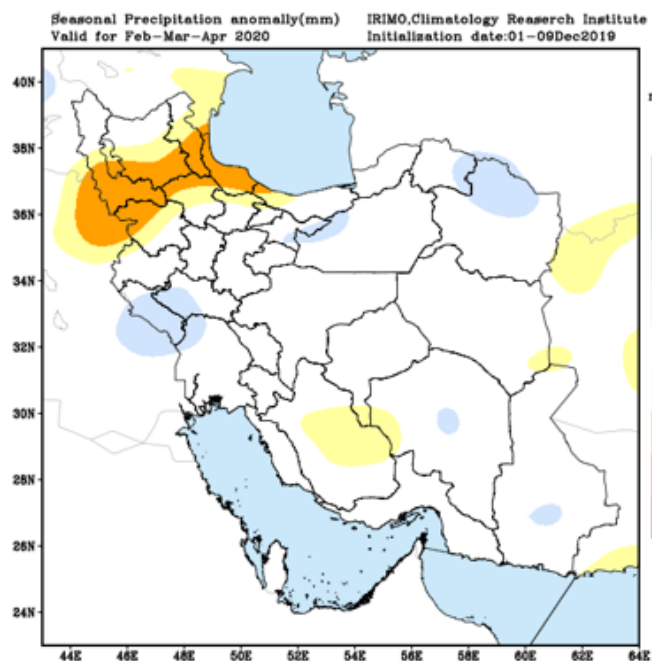 Seasonal Precipitation anomaly(mm) IRIMO,Climatology Reaserch Institute
Valid for Feb-Mar-Apr 2020 Initialization date:01-09Dec2019
40N
38N
36N
34N
32N
30N
28N
26N
24N
44E 46E 48E 50E 52E 54E 56E 58E 60E 62E 64E